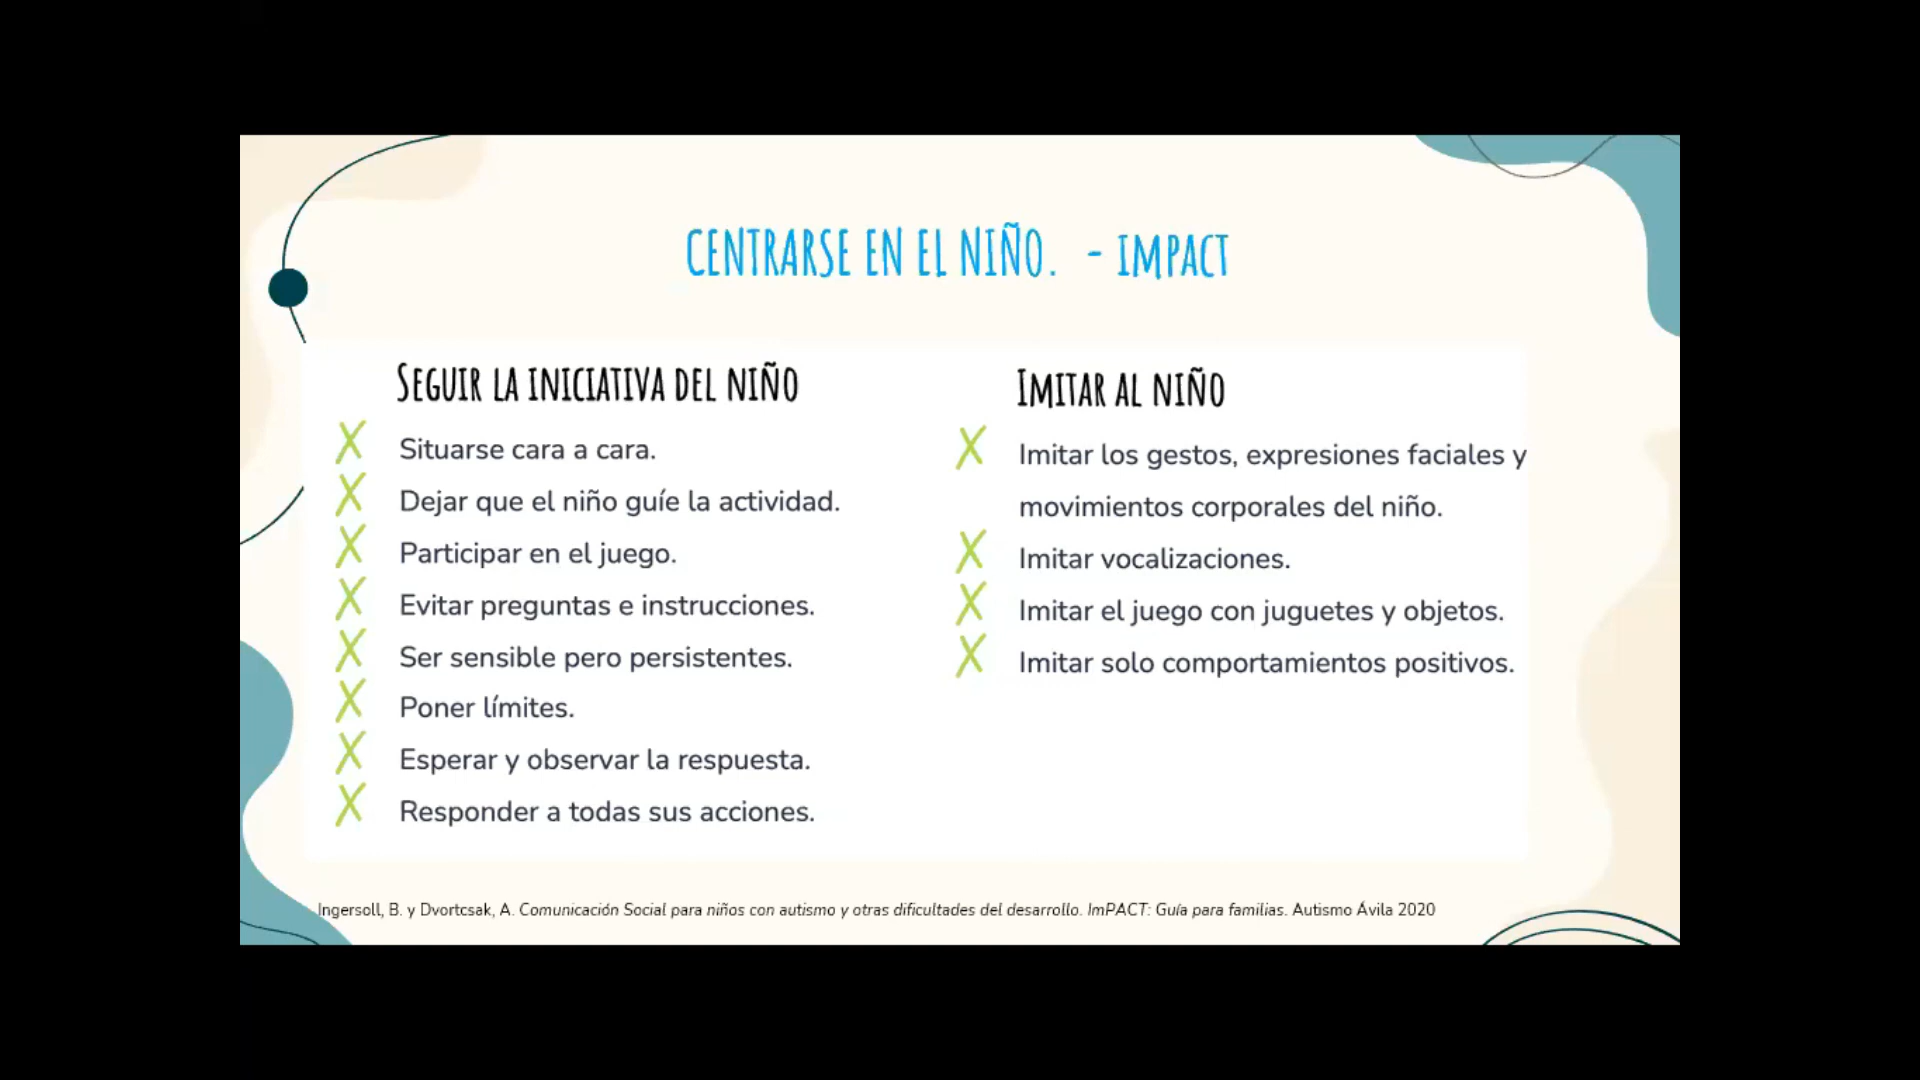 CENTRARSE EN EL NIÑO. - IMPACT
SEGUIR LA INICIATIVA DEL NIÑO
X Situarse cara a cara.
X Dejar que el niño guíe la actividad.
X Participar en el juego.
X Evitar preguntas e instrucciones.
X Ser sensible pero persistentes.
X Poner límites.
X Esperar y observar la respuesta.
X Responder a todas sus acciones.
IMITAR AL NIÑO
X Imitar los gestos, expresiones faciales y
movimientos corporales del niño.
X Imitar vocalizaciones.
X Imitar el juego con juguetes y objetos.
X Imitar solo comportamientos positivos.
Ingersoll, B. y Dvortcsak, A. Comunicación Social para niños con autismo y otras dificultades del desarrollo. ImPACT: Guía para familias. Autismo Ávila 2020